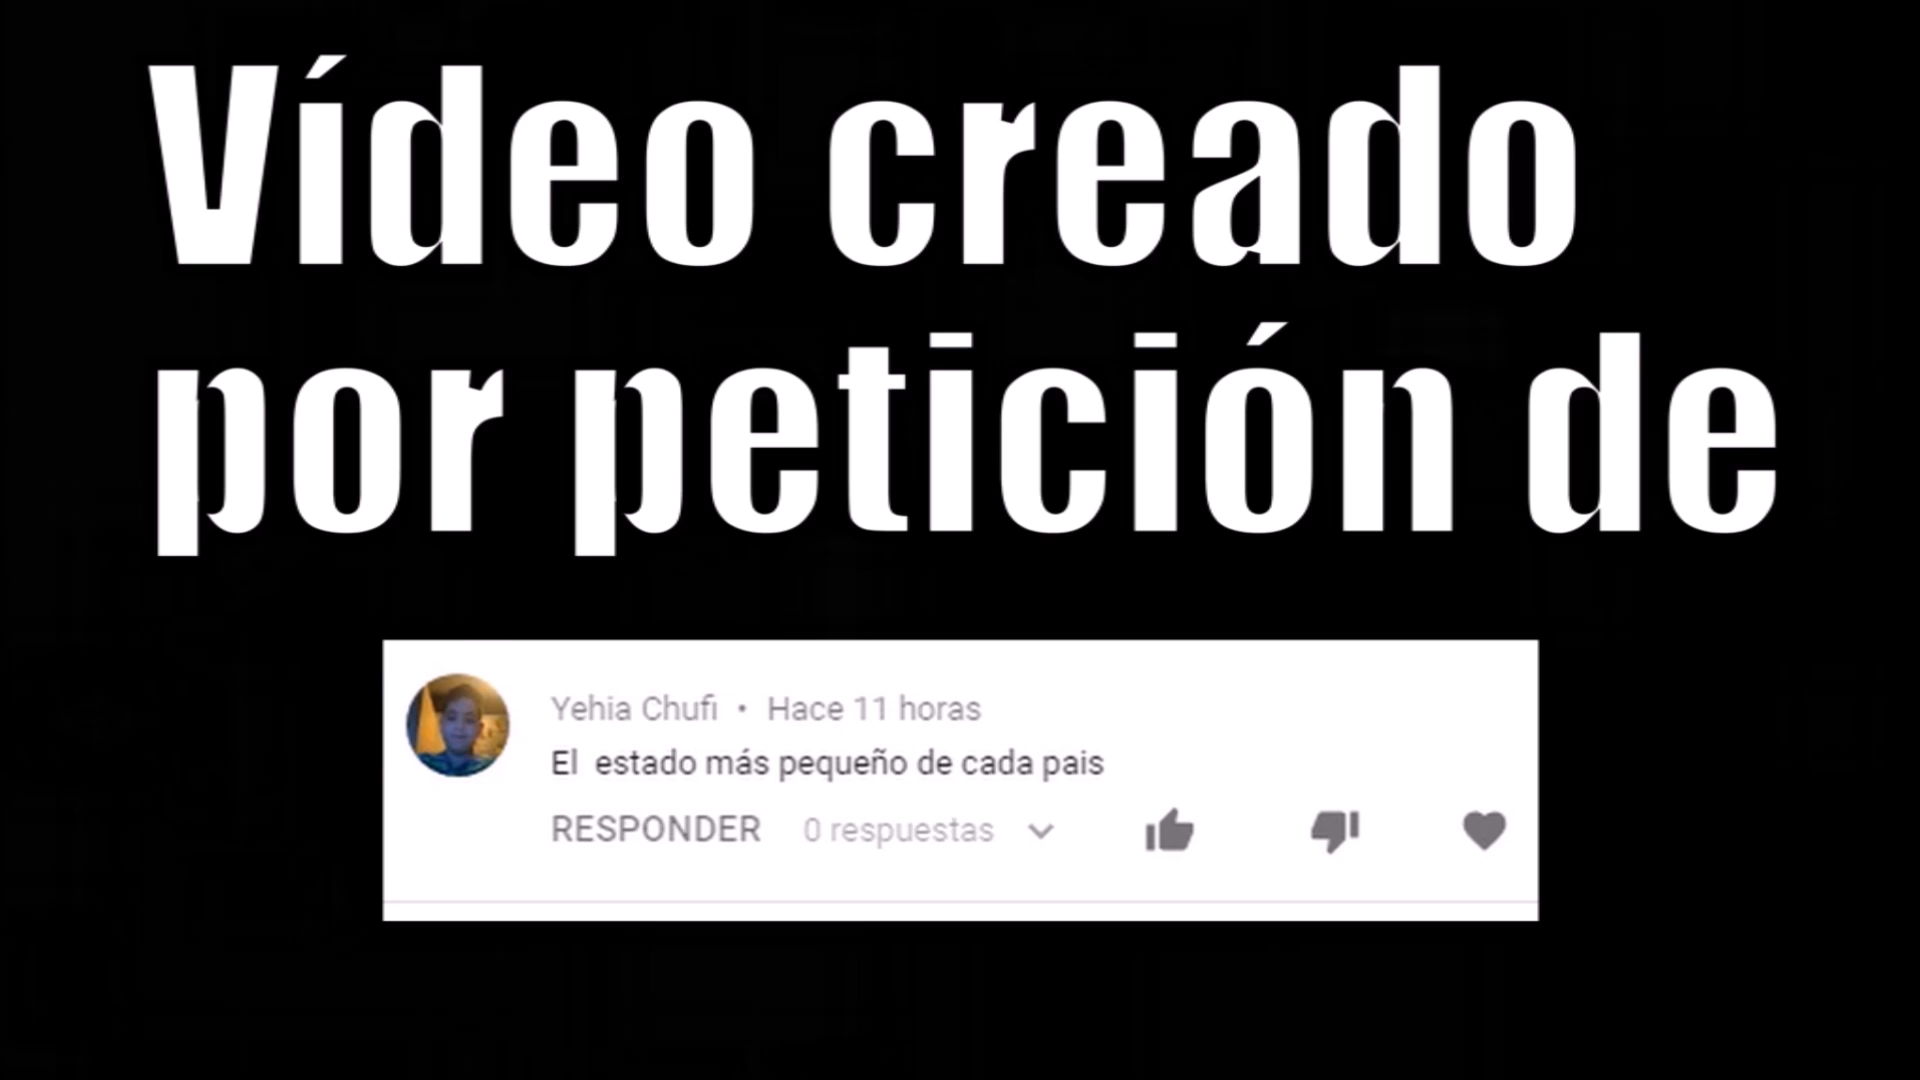 Vídeo creado
por petición de
Yehia Chufi • Hace 11 horas
El estado más pequeño de cada pais
RESPONDER 0 respuestas